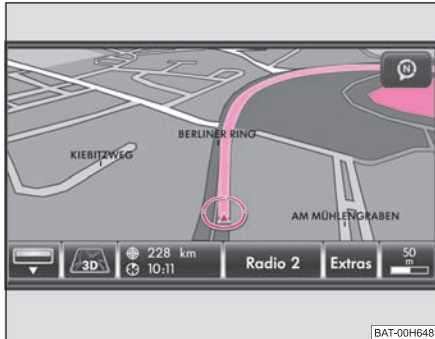 N
BERLINER RING
KIEBITZWEG
AM MÜHLENGRABEN
3D
228 km
10:11
Radio 2
Extras
50
m
BAT-00H648